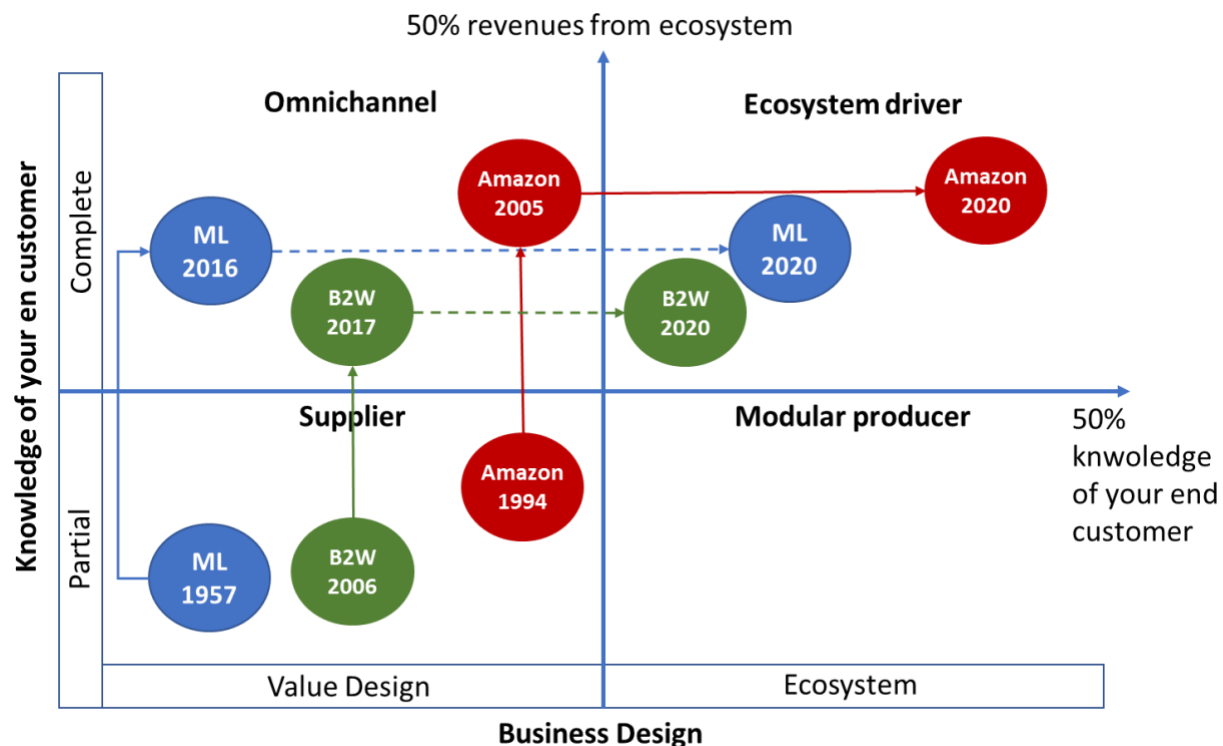 50% revenues from ecosystem
Omnichannel
Ecosystem driver
Knowledge of your en customer
Complete
Partial
Amazon
2005
Amazon
2020
ML
2016
ML
2020
B2W
2017
B2W
2020
Supplier
Modular producer
50%
knwoledge
of your end
customer
Amazon
1994
ML
1957
B2W
2006
Value Design
Ecosystem
Business Design